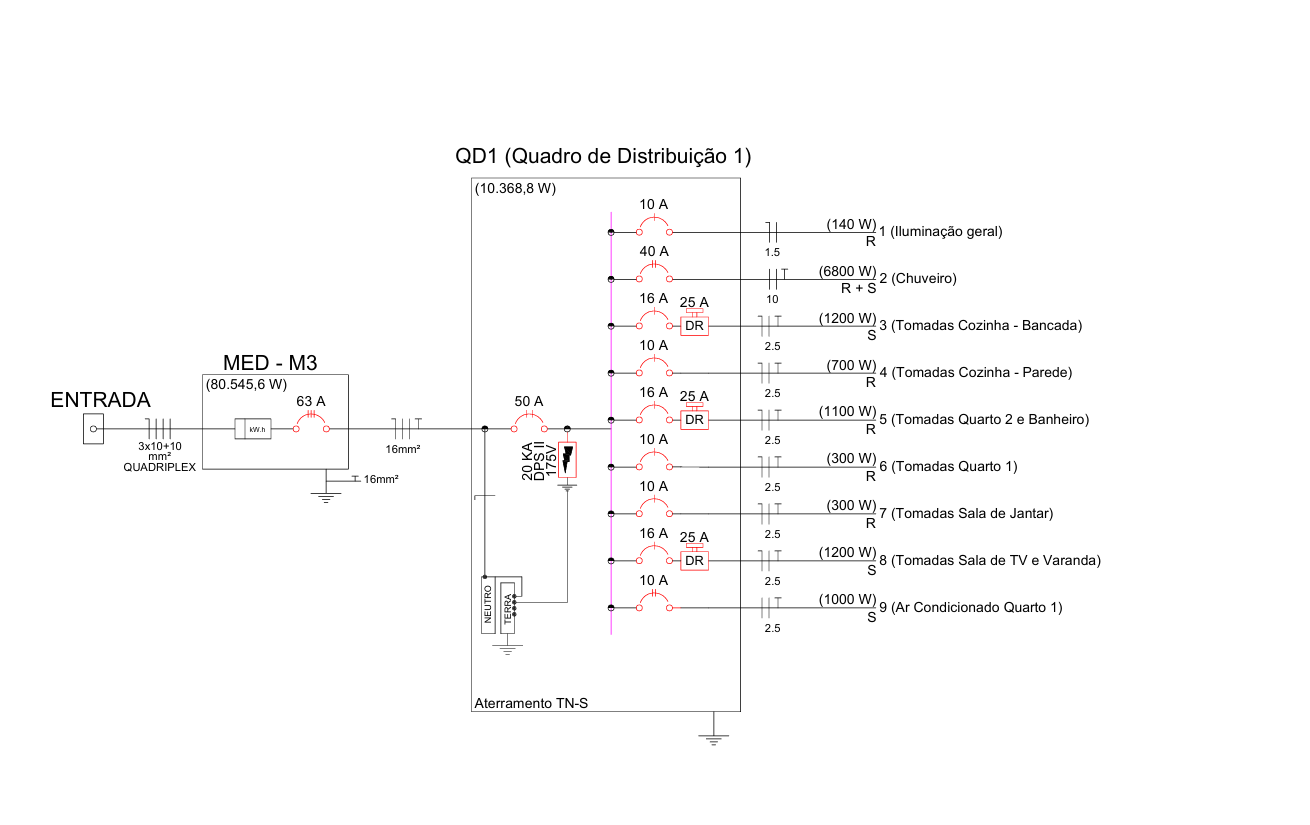 QD1 (Quadro de Distribuição 1)
(10.368,8 W)
10 A
(140 W)
R
1 (Iluminação geral)
1.5
40 A
(6800 W)
R + S
2 (Chuveiro)
10
16 A
25 A
DR
(1200 W)
S
3 (Tomadas Cozinha - Bancada)
2.5
10 A
(700 W)
R
4 (Tomadas Cozinha - Parede)
2.5
16 A
25 A
DR
(1100 W)
R
5 (Tomadas Quarto 2 e Banheiro)
2.5
10 A
(300 W)
R
6 (Tomadas Quarto 1)
2.5
10 A
(300 W)
R
7 (Tomadas Sala de Jantar)
2.5
16 A
25 A
DR
(1200 W)
S
8 (Tomadas Sala de TV e Varanda)
2.5
10 A
(1000 W)
S
9 (Ar Condicionado Quarto 1)
2.5
MED - M3
(80.545,6 W)
ENTRADA
63 A
kW.h
3x10+10
mm²
QUADRIPLEX
16mm²
16mm²
50 A
20 KA
DPS II
175V
NEUTRO
TERRA
Aterramento TN-S